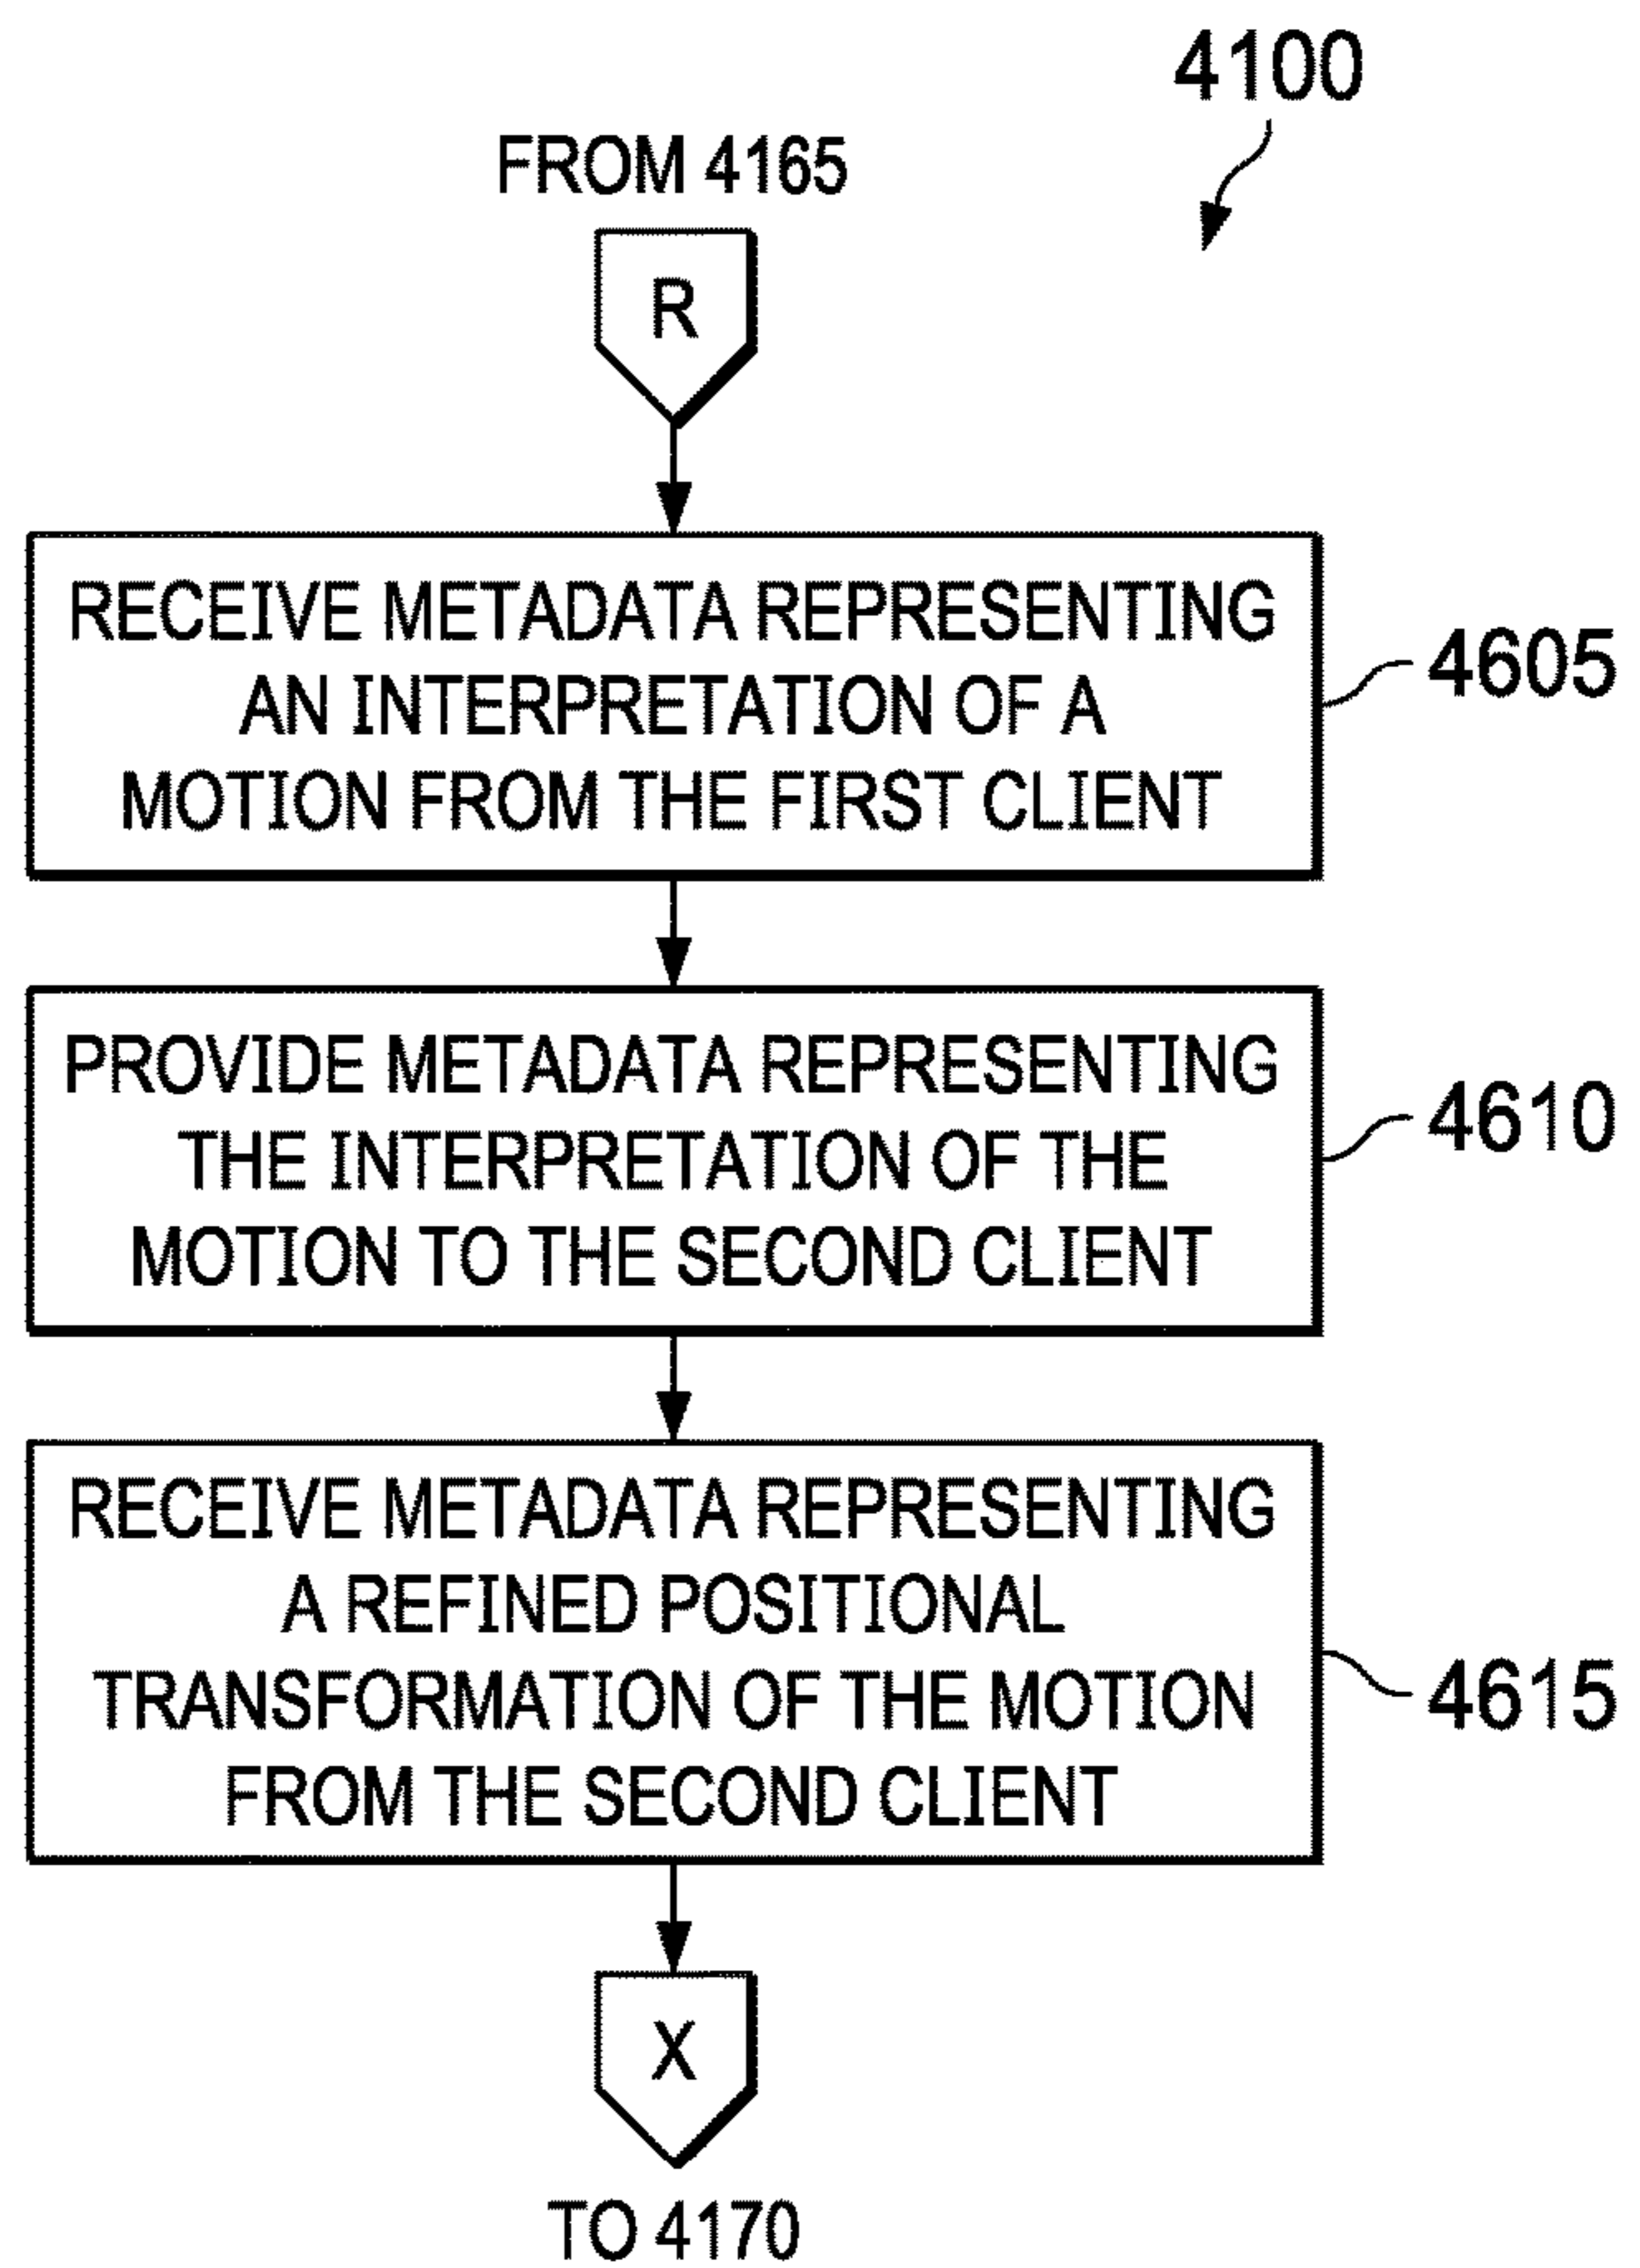 4100
FROM 4165
R
RECEIVE METADATA REPRESENTING
AN INTERPRETATION OF A
MOTION FROM THE FIRST CLIENT
4605
PROVIDE METADATA REPRESENTING
THE INTERPRETATION OF THE
MOTION TO THE SECOND CLIENT
4610
RECEIVE METADATA REPRESENTING
A REFINED POSITIONAL
TRANSFORMATION OF THE MOTION
FROM THE SECOND CLIENT
4615
X
TO 4170